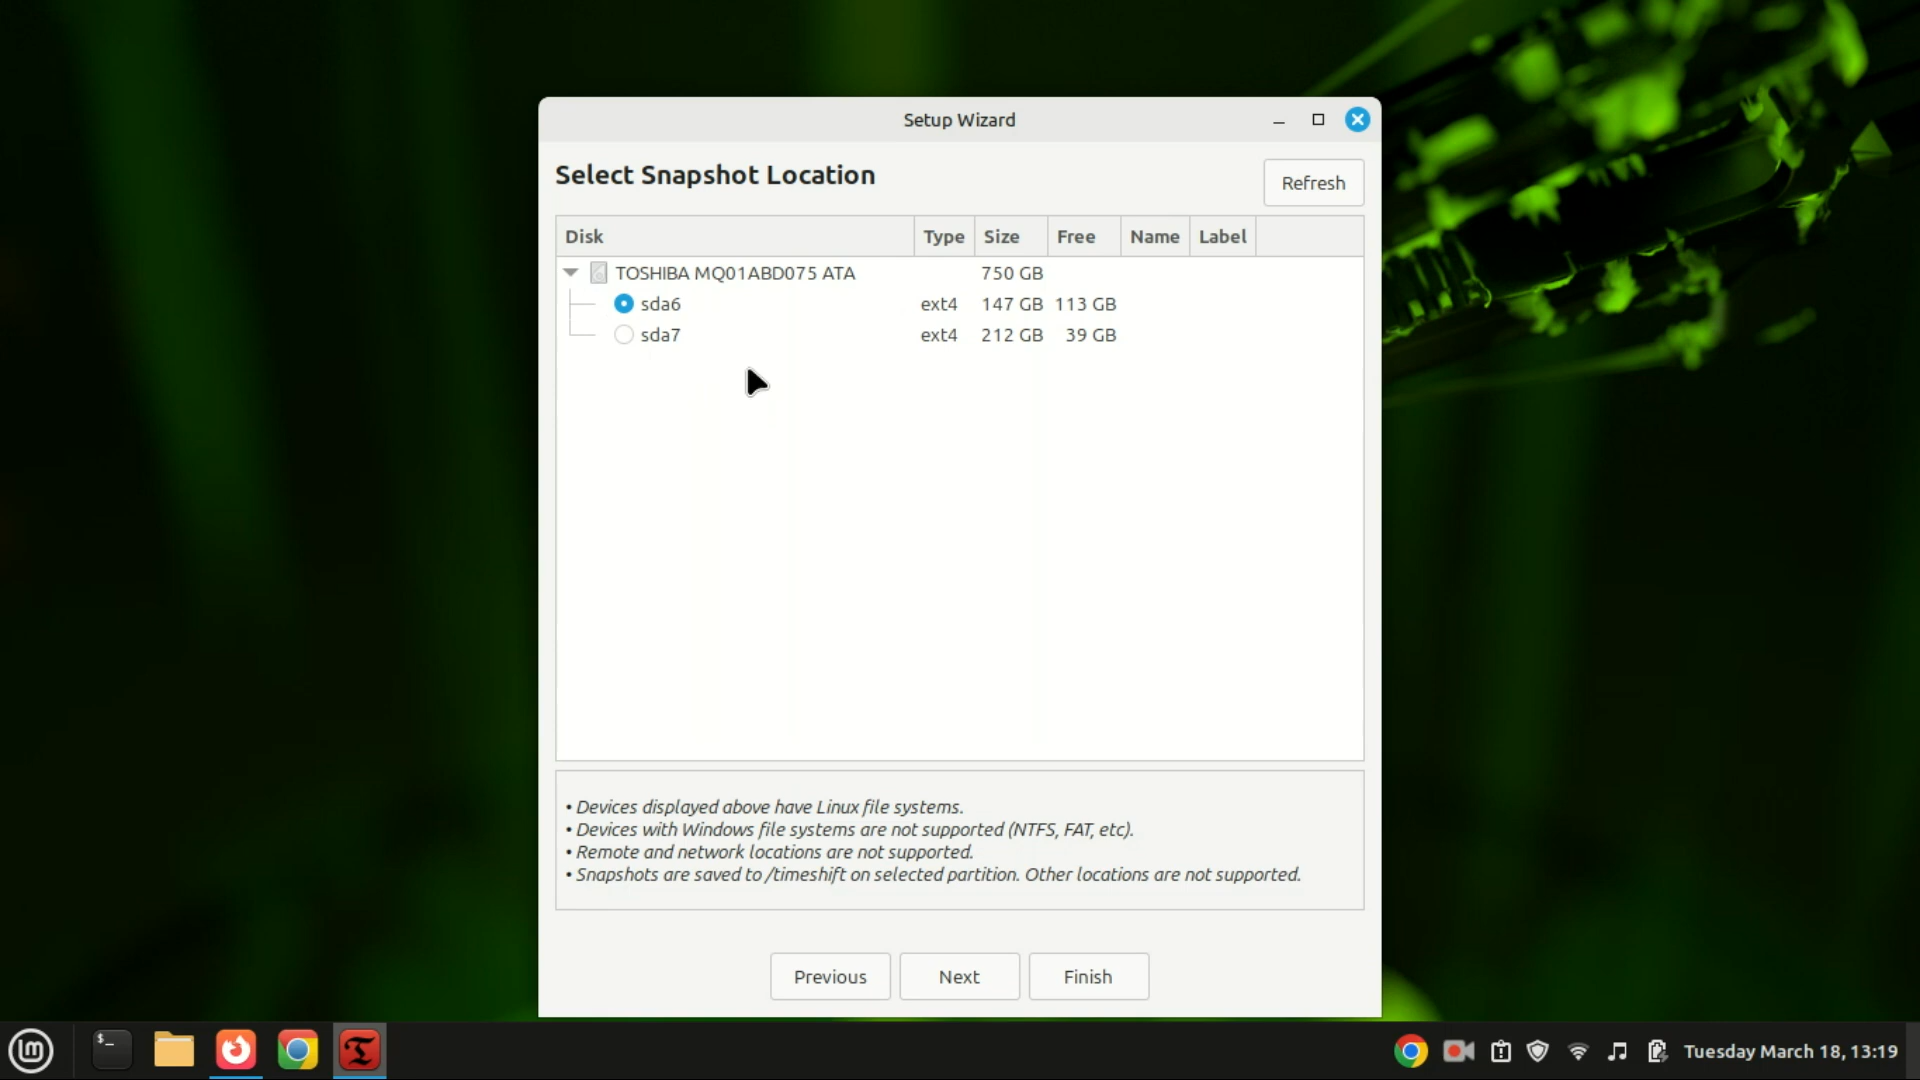 Setup Wizard
Select Snapshot Location
Refresh
Disk Type Size Free Name Label
TOSHIBA MQ01ABD075 ATA 750 GB
sda6 ext4 147 GB 113 GB
sda7 ext4 212 GB 39 GB
• Devices displayed above have Linux file systems.
• Devices with Windows file systems are not supported (NTFS, FAT, etc).
• Remote and network locations are not supported.
• Snapshots are saved to /timeshift on selected partition. Other locations are not supported.
Previous Next Finish
$_
Tuesday March 18, 13:19